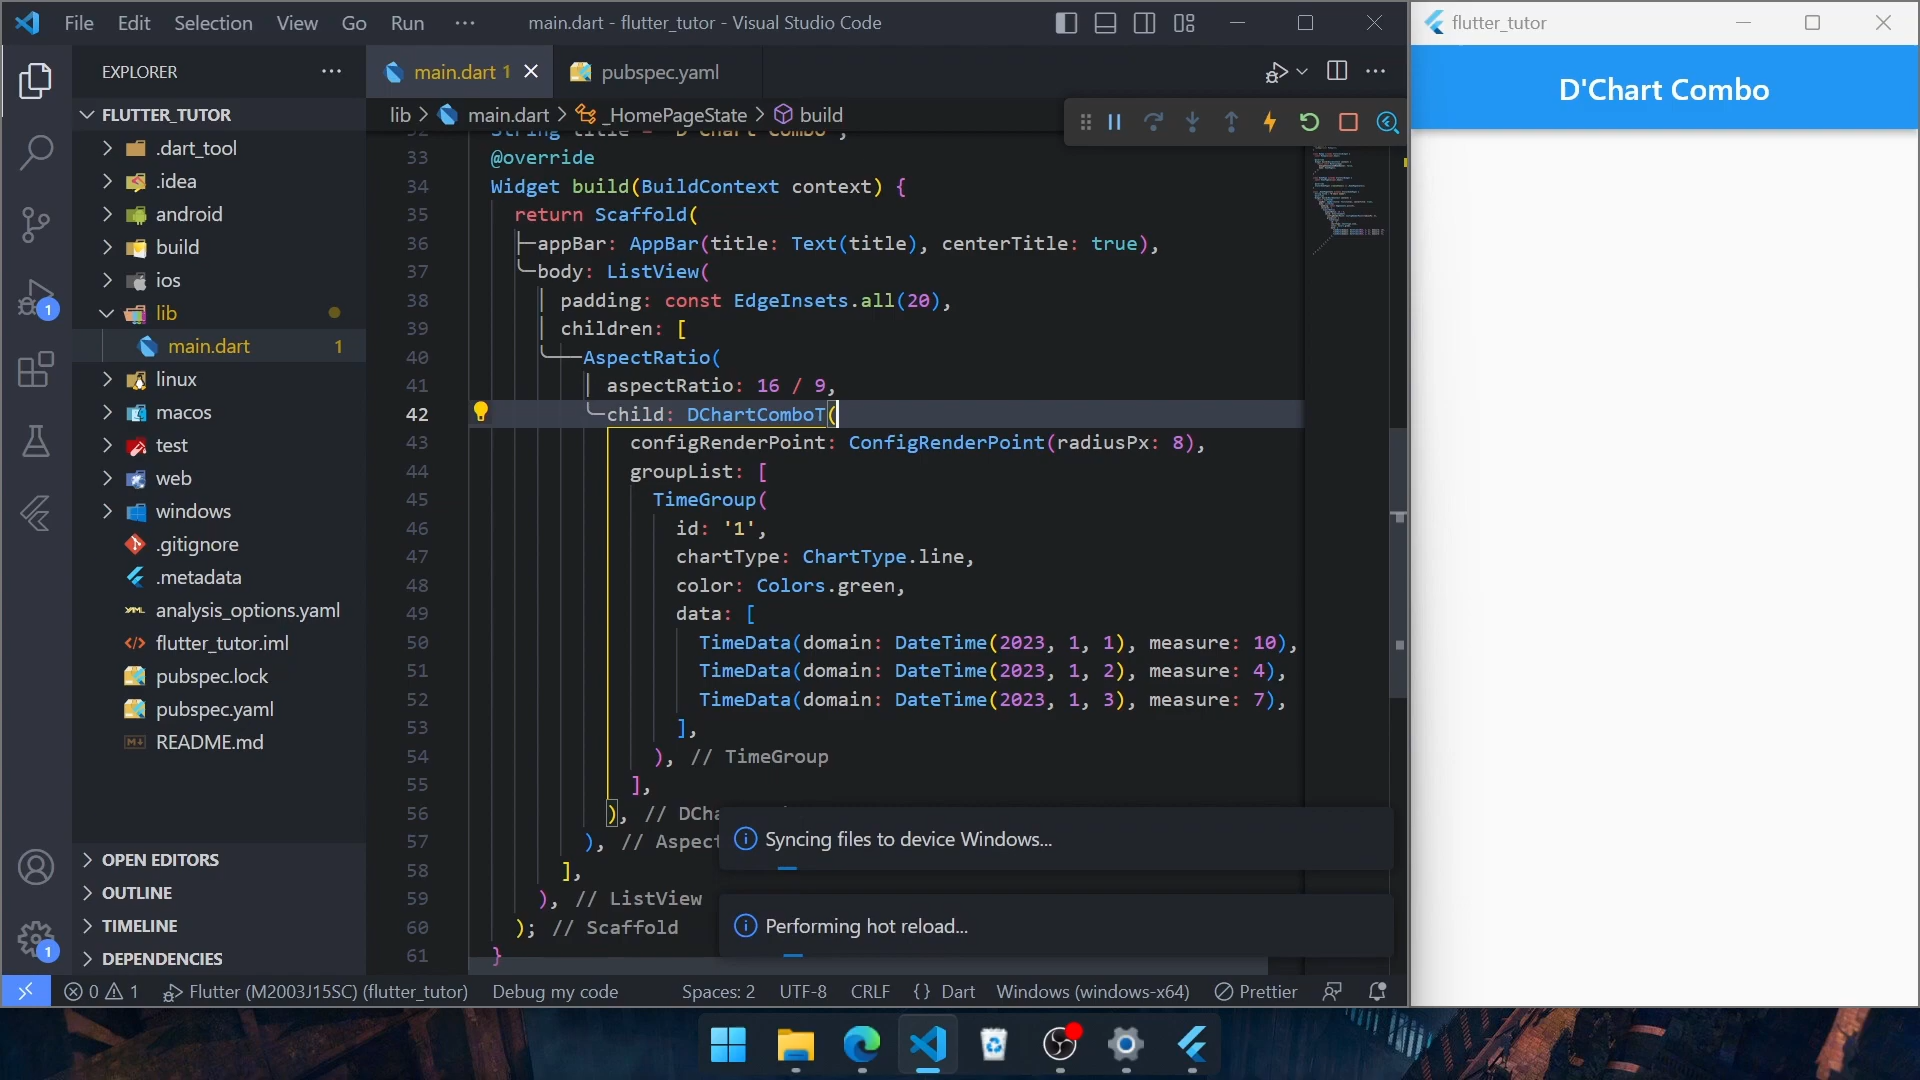 File Edit Selection View Go Run ··· main.dart - flutter_tutor - Visual Studio Code
flutter_tutor
D'Chart Combo
EXPLORER ···
main.dart 1
pubspec.yaml
FLUTTER_TUTOR
lib > main.dart > _HomePageState > build
.dart_tool
.idea
android
build
ios
lib
main.dart 1
linux
macos
test
web
windows
.gitignore
.metadata
analysis_options.yaml
flutter_tutor.iml
pubspec.lock
pubspec.yaml
README.md
OPEN EDITORS
OUTLINE
TIMELINE
DEPENDENCIES
1
1
32 String title = "D'Chart Combo";
33 @override
34 Widget build(BuildContext context) {
35 return Scaffold(
36 appBar: AppBar(title: Text(title), centerTitle: true),
37 body: ListView(
38 padding: const EdgeInsets.all(20),
39 children: [
40 AspectRatio(
41 aspectRatio: 16 / 9,
42 child: DChartComboT(
43 configRenderPoint: ConfigRenderPoint(radiusPx: 8),
44 groupList: [
45 TimeGroup(
46 id: '1',
47 chartType: ChartType.line,
48 color: Colors.green,
49 data: [
50 TimeData(domain: DateTime(2023, 1, 1), measure: 10),
51 TimeData(domain: DateTime(2023, 1, 2), measure: 4),
52 TimeData(domain: DateTime(2023, 1, 3), measure: 7),
53 ],
54 ), // TimeGroup
55 ],
56 ), // DCha
57 ), // Aspect
58 ],
59 ), // ListView
60 ); // Scaffold
61 }
Syncing files to device Windows...
Performing hot reload...
0 1 Flutter (M2003J15SC) (flutter_tutor) Debug my code Spaces: 2 UTF-8 CRLF {} Dart Windows (windows-x64) Prettier